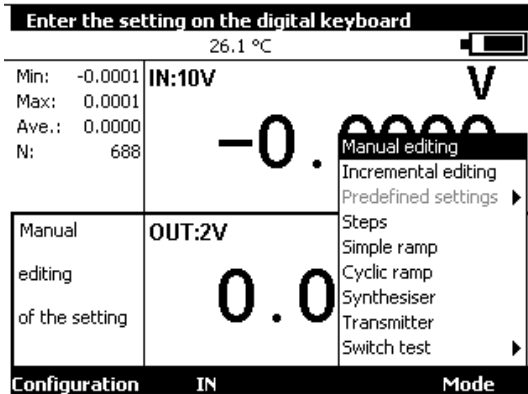 Enter the setting on the digital keyboard
26.1 °C
Min: -0.0001
Max: 0.0001
Ave.: 0.0000
N: 688
IN:10V
V
-0.0000
Manual editing
Incremental editing
Predefined settings
Steps
Simple ramp
Cyclic ramp
Synthesiser
Transmitter
Switch test
Manual
editing
of the setting
OUT:2V
0.0
Configuration IN Mode